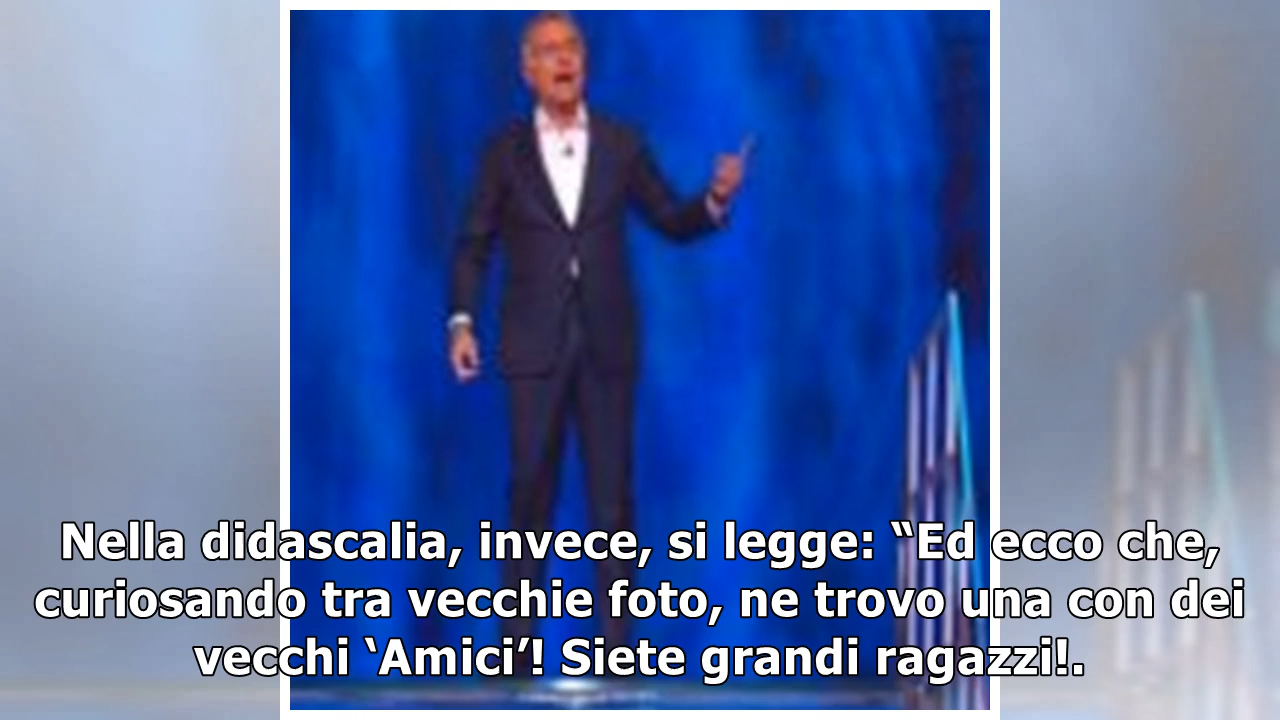 Nella didascalia, invece, si legge: “Ed ecco che,
curiosando tra vecchie foto, ne trovo una con dei
vecchi ‘Amici’! Siete grandi ragazzi!.